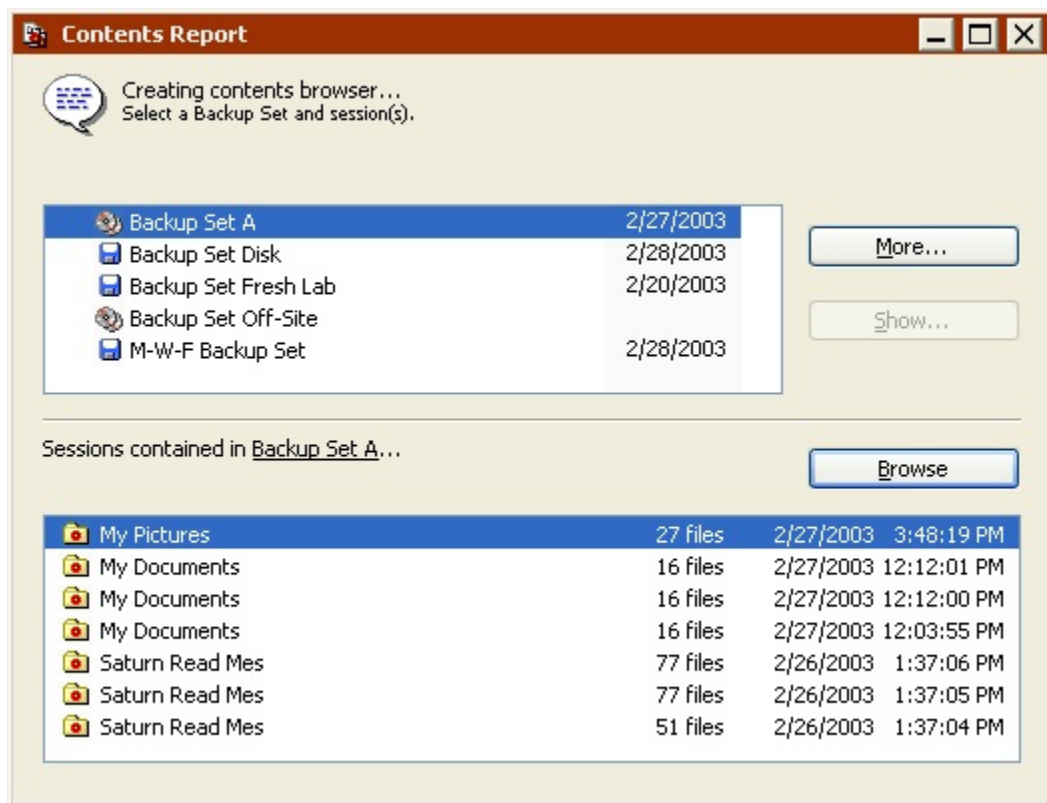 Contents Report
Creating contents browser...
Select a Backup Set and session(s).
Backup Set A 2/27/2003
Backup Set Disk 2/28/2003
Backup Set Fresh Lab 2/20/2003
Backup Set Off-Site
M-W-F Backup Set 2/28/2003
More...
Show...
Sessions contained in Backup Set A...
Browse
My Pictures 27 files 2/27/2003 3:48:19 PM
My Documents 16 files 2/27/2003 12:12:01 PM
My Documents 16 files 2/27/2003 12:12:00 PM
My Documents 16 files 2/27/2003 12:03:55 PM
Saturn Read Mes 77 files 2/26/2003 1:37:06 PM
Saturn Read Mes 77 files 2/26/2003 1:37:05 PM
Saturn Read Mes 51 files 2/26/2003 1:37:04 PM